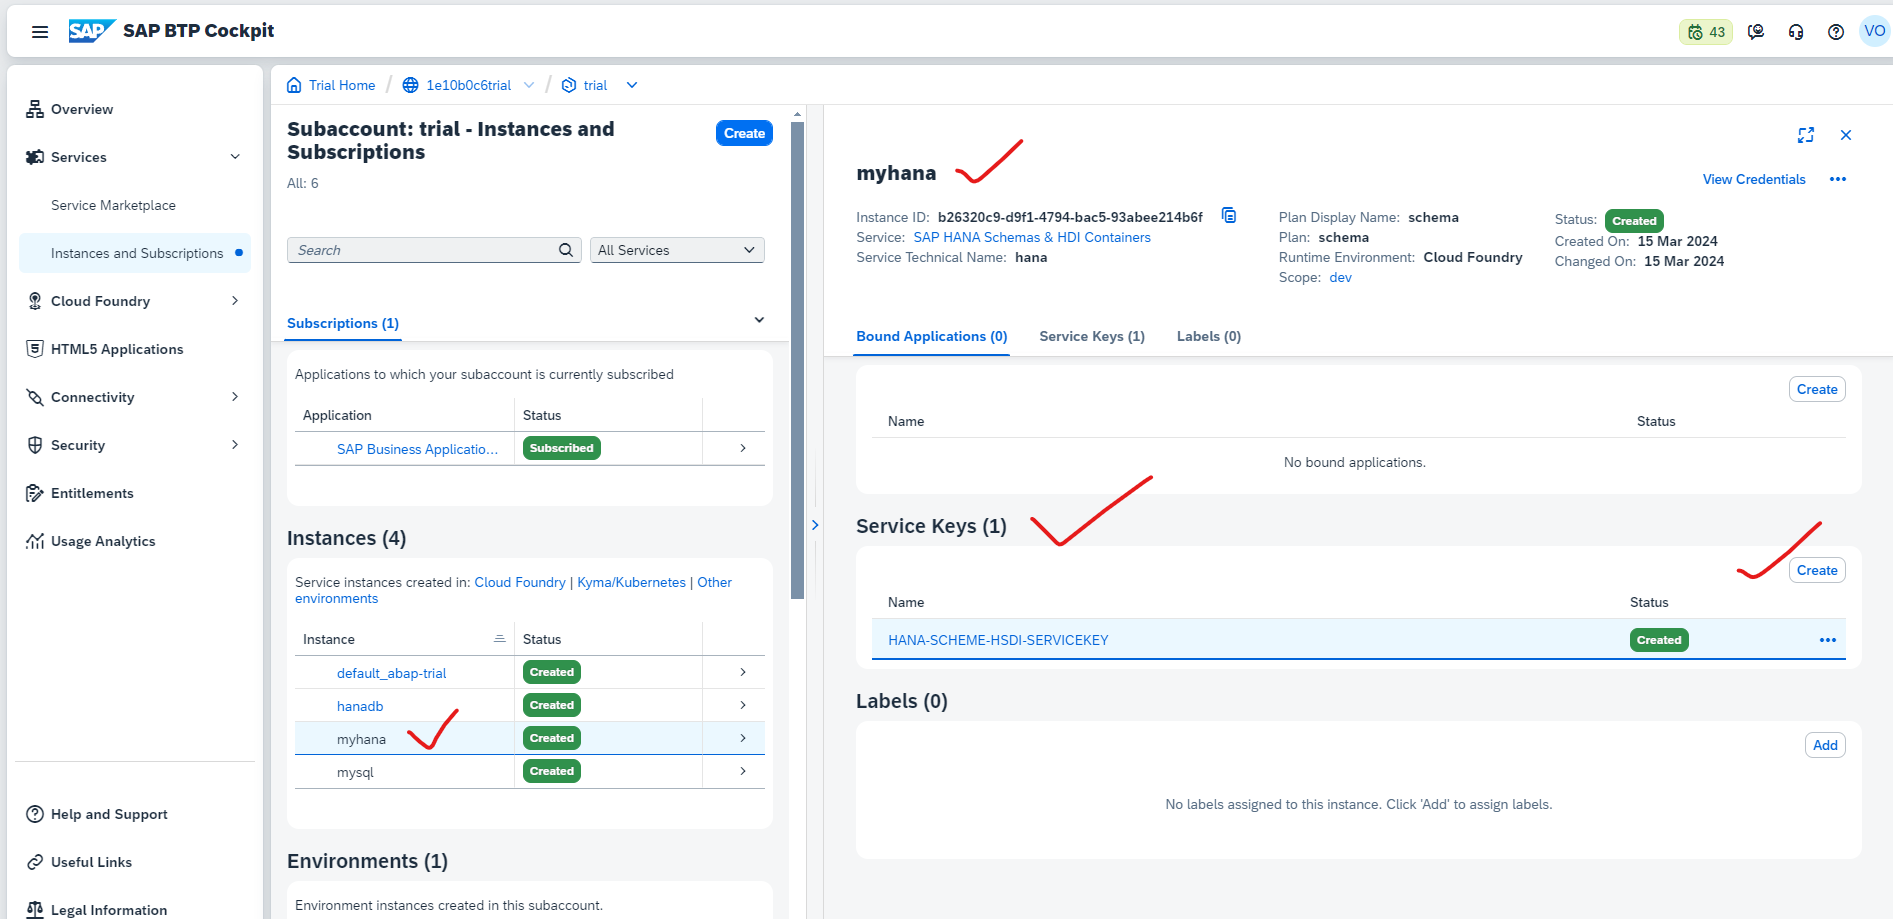 SAP SAP BTP Cockpit
43
VO
Overview
Services
Service Marketplace
Instances and Subscriptions
Cloud Foundry
HTML5 Applications
Connectivity
Security
Entitlements
Usage Analytics
Help and Support
Useful Links
Legal Information
Trial Home / 1e10b0c6trial / trial
Subaccount: trial - Instances and
Subscriptions
Create
All: 6
Search
All Services
Subscriptions (1)
Applications to which your subaccount is currently subscribed
Application Status
SAP Business Applicatio... Subscribed
Instances (4)
Service instances created in: Cloud Foundry | Kyma/Kubernetes | Other
environments
Instance Status
default_abap-trial Created
hanadb Created
myhana Created
mysql Created
Environments (1)
Environment instances created in this subaccount.
myhana
View Credentials
Instance ID: b26320c9-d9f1-4794-bac5-93abee214b6f
Service: SAP HANA Schemas & HDI Containers
Service Technical Name: hana
Plan Display Name: schema
Plan: schema
Runtime Environment: Cloud Foundry
Scope: dev
Status: Created
Created On: 15 Mar 2024
Changed On: 15 Mar 2024
Bound Applications (0) Service Keys (1) Labels (0)
Create
Name Status
No bound applications.
Service Keys (1)
Create
Name Status
HANA-SCHEME-HSDI-SERVICEKEY Created
Labels (0)
Add
No labels assigned to this instance. Click 'Add' to assign labels.